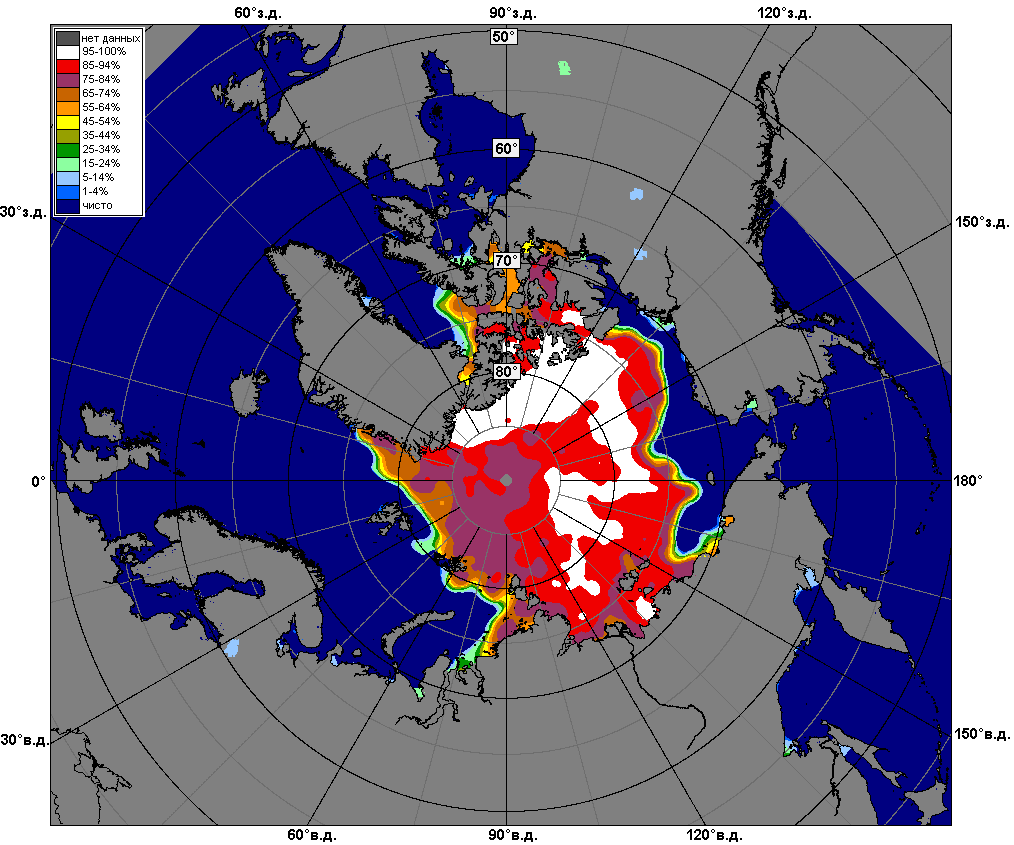 60°з.д.
90°з.д.
120°з.д.
50°
нет данных
95-100%
85-94%
75-84%
65-74%
55-64%
45-54%
35-44%
25-34%
15-24%
5-14%
1-4%
чисто
60°
30°з.д.
150°з.д.
70°
80°
0°
180°
30°в.д.
150°в.д.
60°в.д.
90°в.д.
120°в.д.